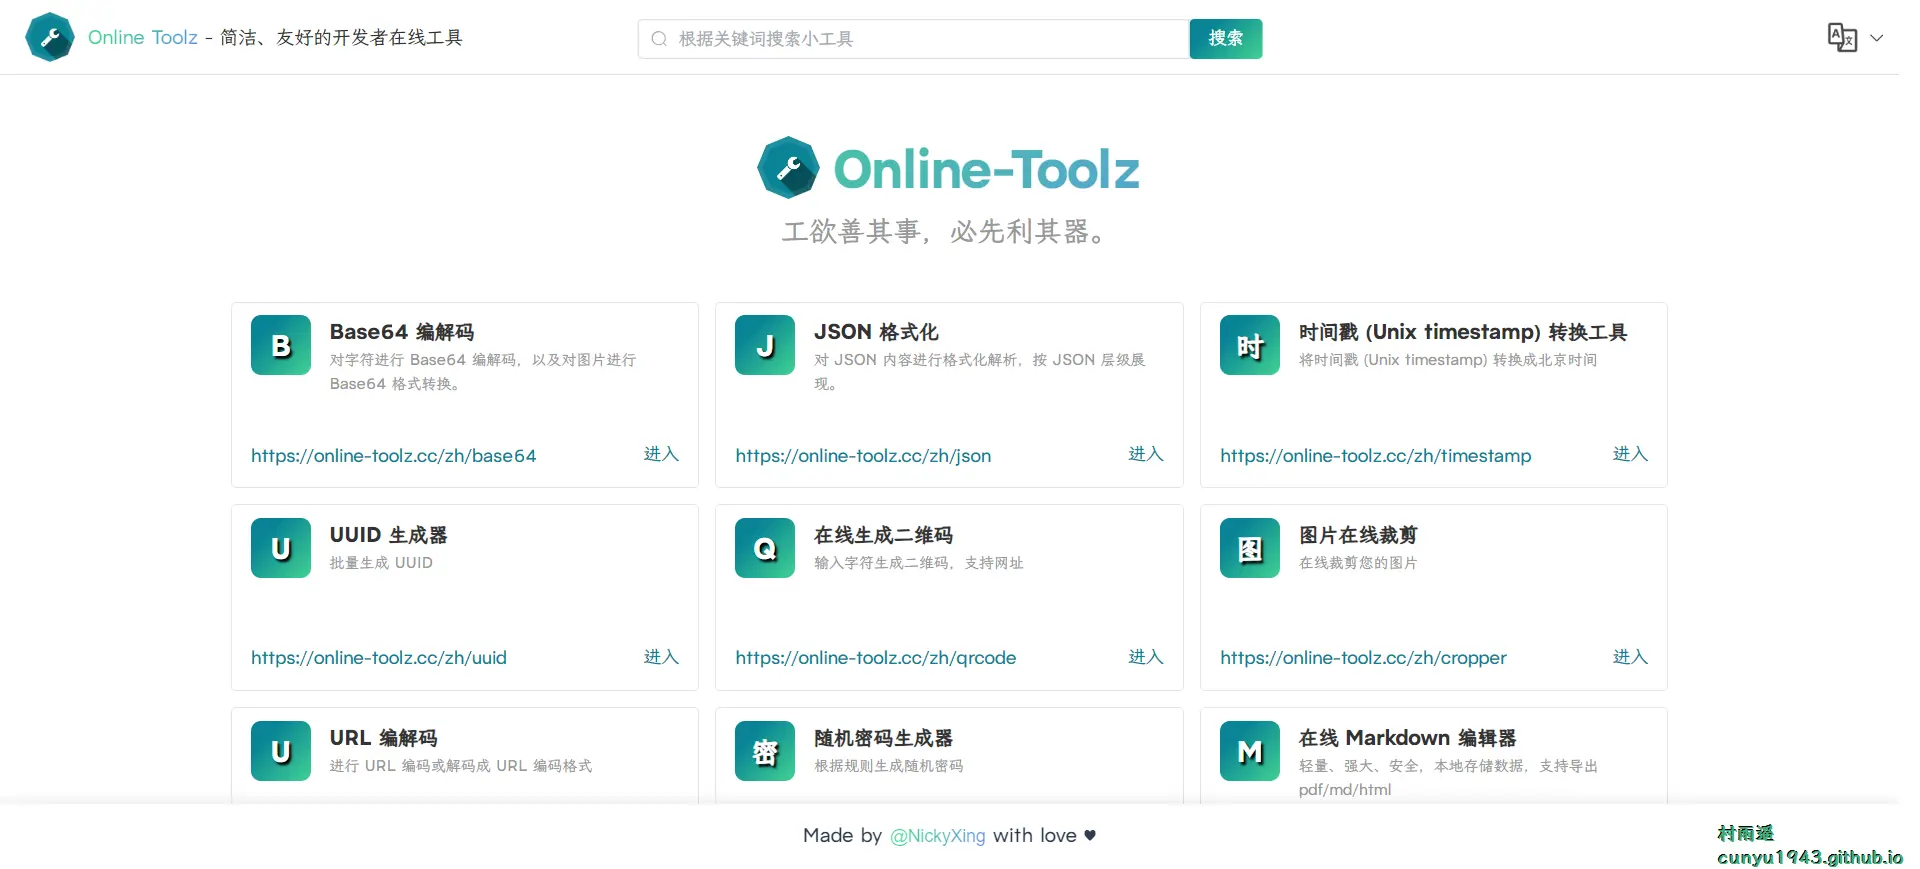 Online Toolz - 简洁、友好的开发者在线工具
根据关键词搜索小工具
搜索
Online-Toolz
工欲善其事，必先利其器。
B
Base64 编解码
对字符进行 Base64 编解码，以及对图片进行
Base64 格式转换。
https://online-toolz.cc/zh/base64
进入
J
JSON 格式化
对 JSON 内容进行格式化解析，按 JSON 层级展
现。
https://online-toolz.cc/zh/json
进入
时
时间戳 (Unix timestamp) 转换工具
将时间戳 (Unix timestamp) 转换成北京时间
https://online-toolz.cc/zh/timestamp
进入
U
UUID 生成器
批量生成 UUID
https://online-toolz.cc/zh/uuid
进入
Q
在线生成二维码
输入字符生成二维码，支持网址
https://online-toolz.cc/zh/qrcode
进入
图
图片在线裁剪
在线裁剪您的图片
https://online-toolz.cc/zh/cropper
进入
U
URL 编解码
进行 URL 编码或解码成 URL 编码格式
密
随机密码生成器
根据规则生成随机密码
M
在线 Markdown 编辑器
轻量、强大、安全，本地存储数据，支持导出
pdf/md/html
Made by @NickyXing with love ♥
村雨遥
cunyu1943.github.io